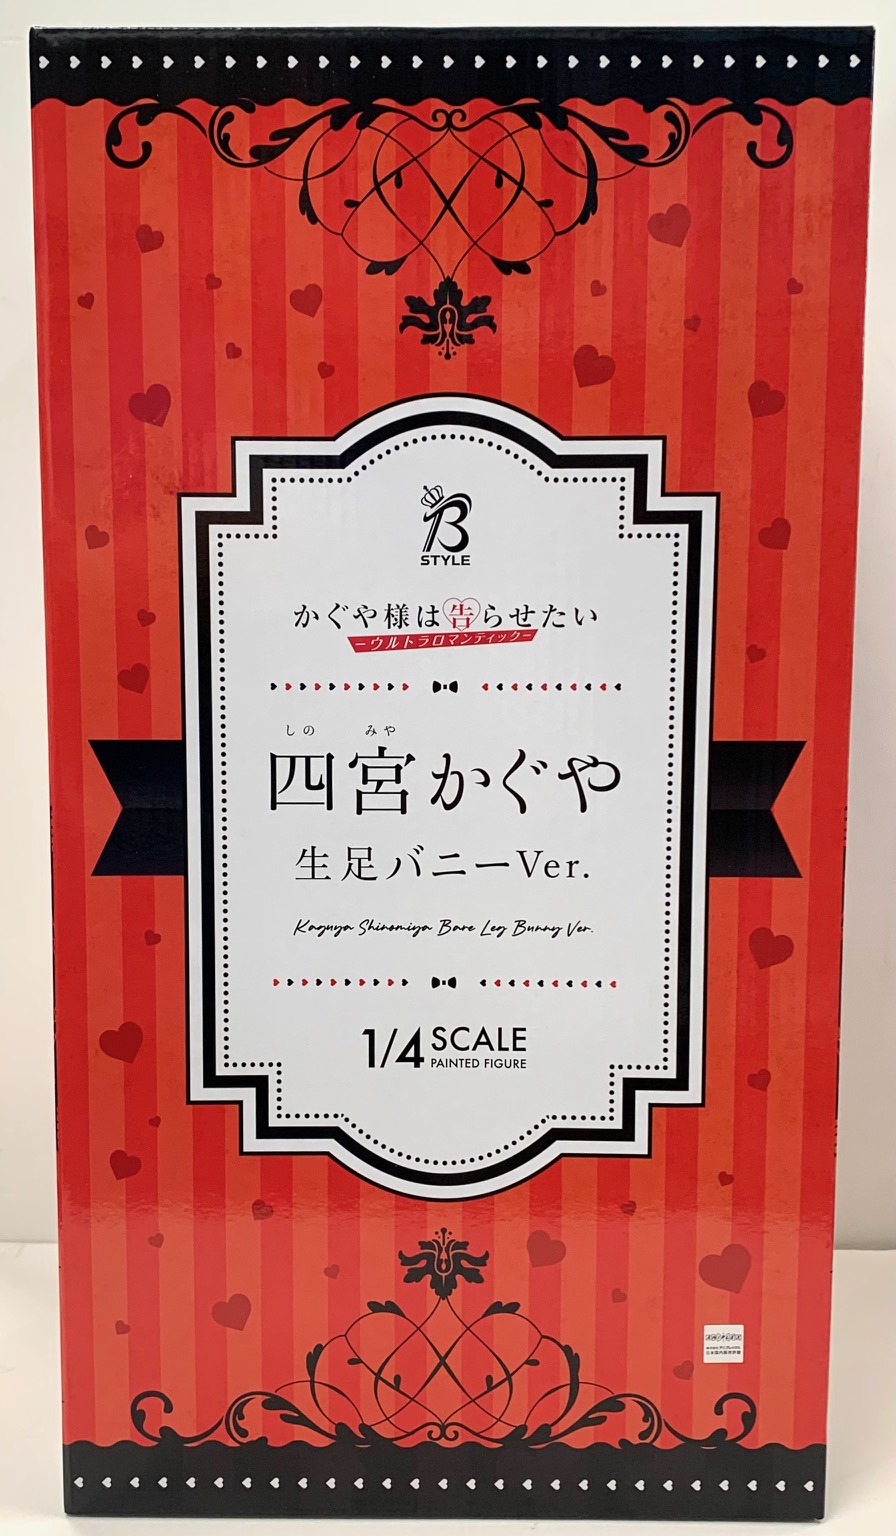 B
STYLE
かぐや様は告らせたい
-ウルトラロマンティック-
しの みや
四宮かぐや
生足バニーVer.
Kaguya Shinomiya Bare Leg Bunny Ver.
1/4 SCALE
PAINTED FIGURE